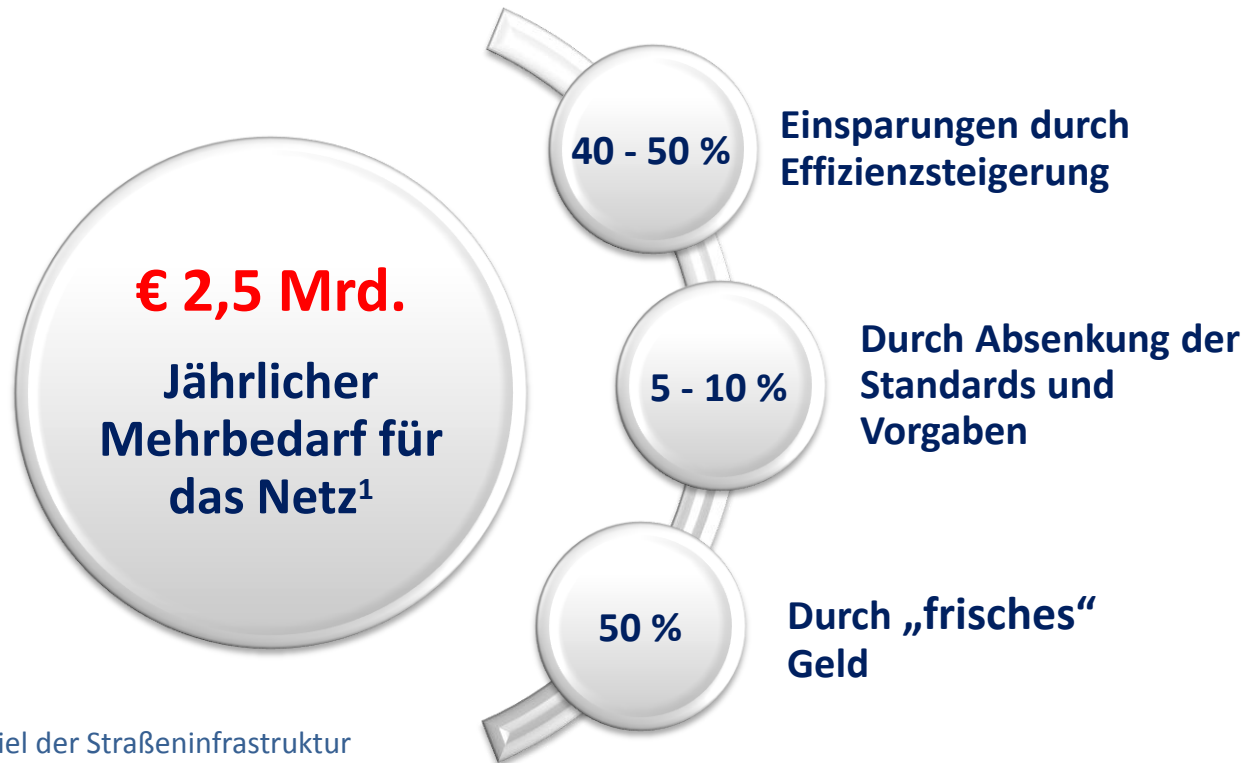 € 2,5 Mrd.
Jährlicher
Mehrbedarf für
das Netz¹
40 - 50 %
Einsparungen durch
Effizienzsteigerung
5 - 10 %
Durch Absenkung der
Standards und
Vorgaben
50 %
Durch „frisches“
Geld
der Straßeninfrastruktur